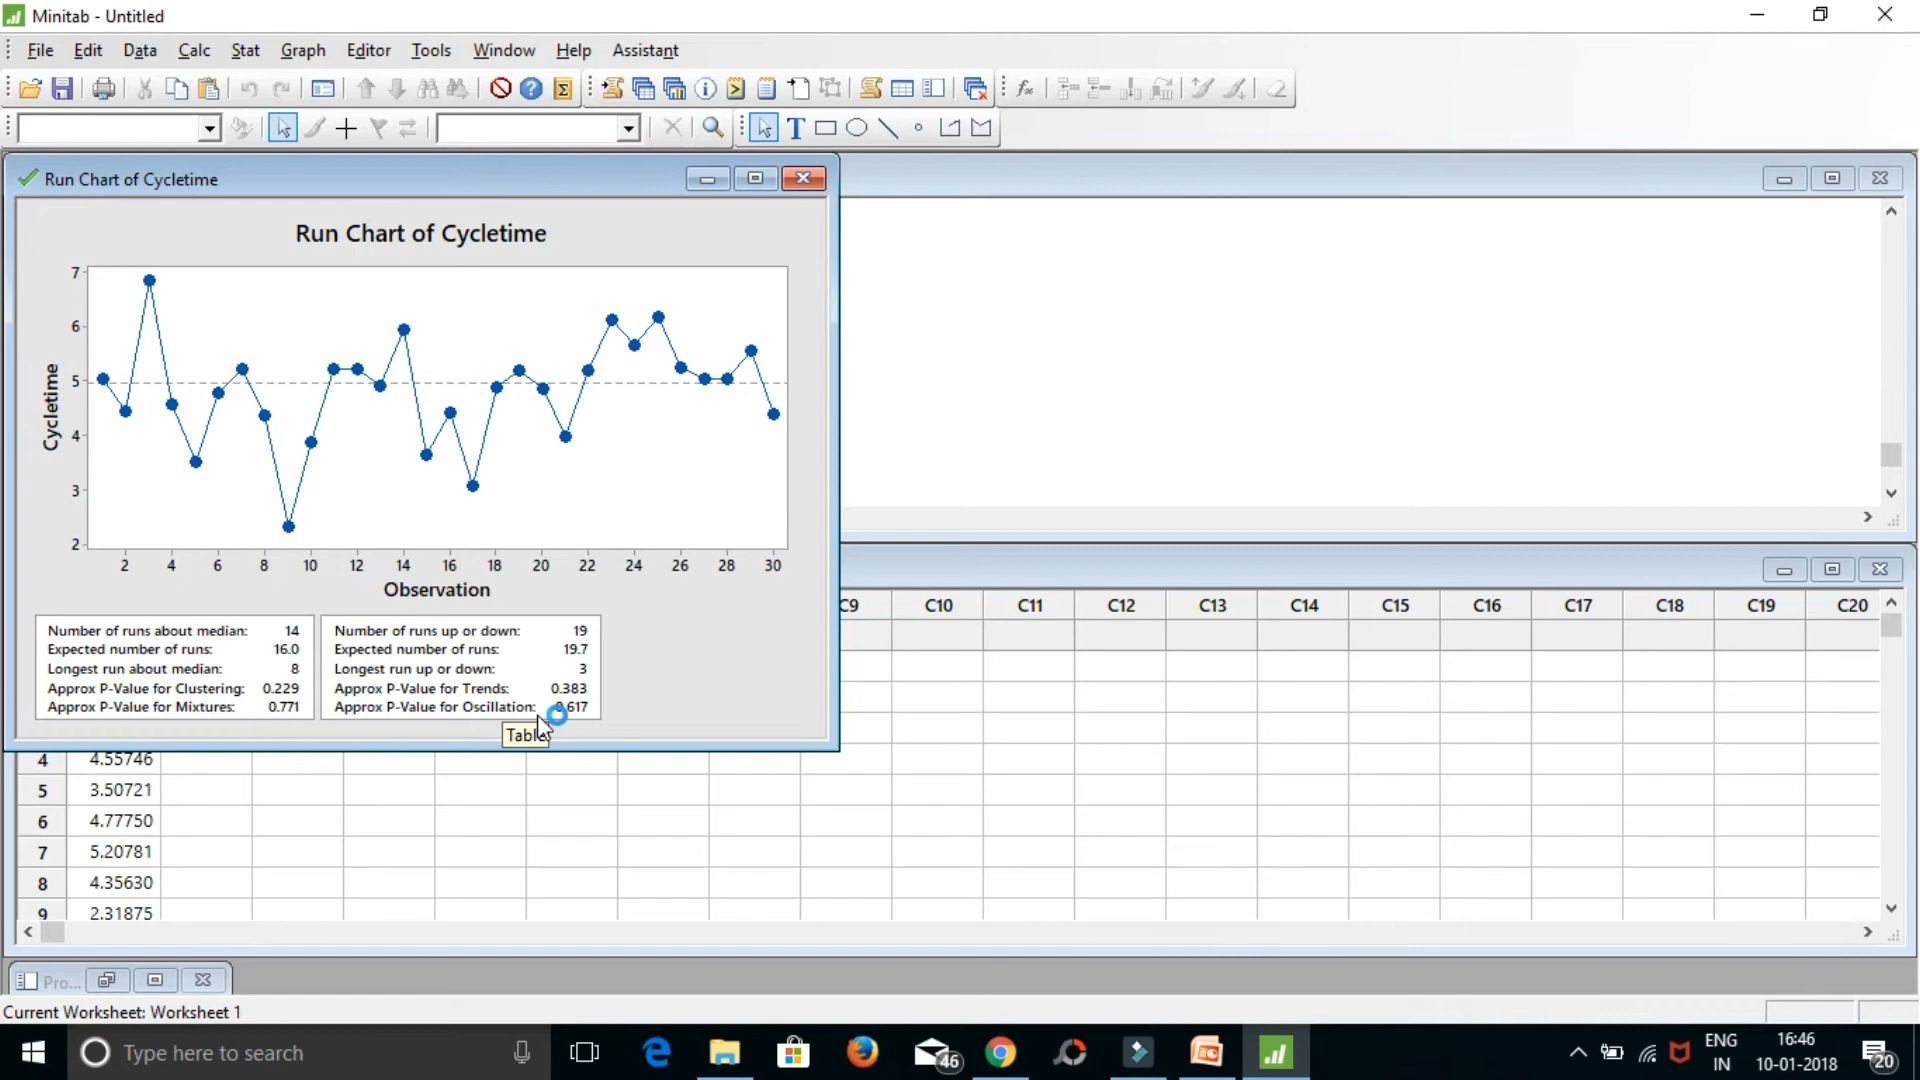 Minitab - Untitled
File Edit Data Calc Stat Graph Editor Tools Window Help Assistant
Run Chart of Cycletime
Run Chart of Cycletime
7
6
5
4
3
2
Cycletime
2 4 6 8 10 12 14 16 18 20 22 24 26 28 30
Observation
Number of runs about median: 14
Expected number of runs: 16.0
Longest run about median: 8
Approx P-Value for Clustering: 0.229
Approx P-Value for Mixtures: 0.771
Number of runs up or down: 19
Expected number of runs: 19.7
Longest run up or down: 3
Approx P-Value for Trends: 0.383
Approx P-Value for Oscillation:
C9 C10 C11 C12 C13 C14 C15 C16 C17 C18 C19 C20
4 4.55746
5 3.50721
6 4.77750
7 5.20781
8 4.35630
9 2.31875
Pro...
Current Worksheet: Worksheet 1
Type here to search
46
ENG
IN
16:46
10-01-2018
20